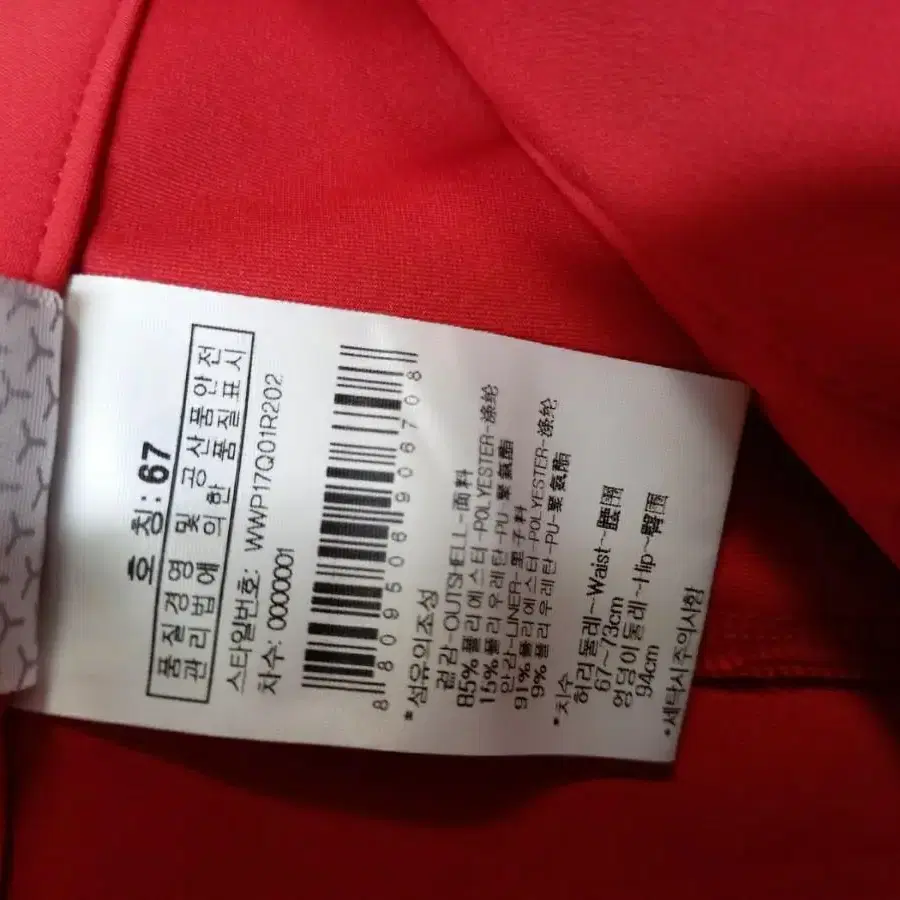 호 칭: 67
품질경영 및 공산품안전
관리법에 의한 품질표시
스타일번호: WWP17Q01R202
차수: 0000001
8809506906708
*섬유의조성
겉감-OUTSHELL-面料
85%폴리에스터-POLYESTER-涤纶
15%폴리우레탄-PU-聚氨酯
안감-LINER-里子料
91%폴리에스터-POLYESTER-涤纶
9%폴리우레탄-PU-聚氨酯
*치수
허리둘레~Waist~腰围
67~73cm
엉덩이둘레~Hip~臀围
94cm
*세탁시주의사항